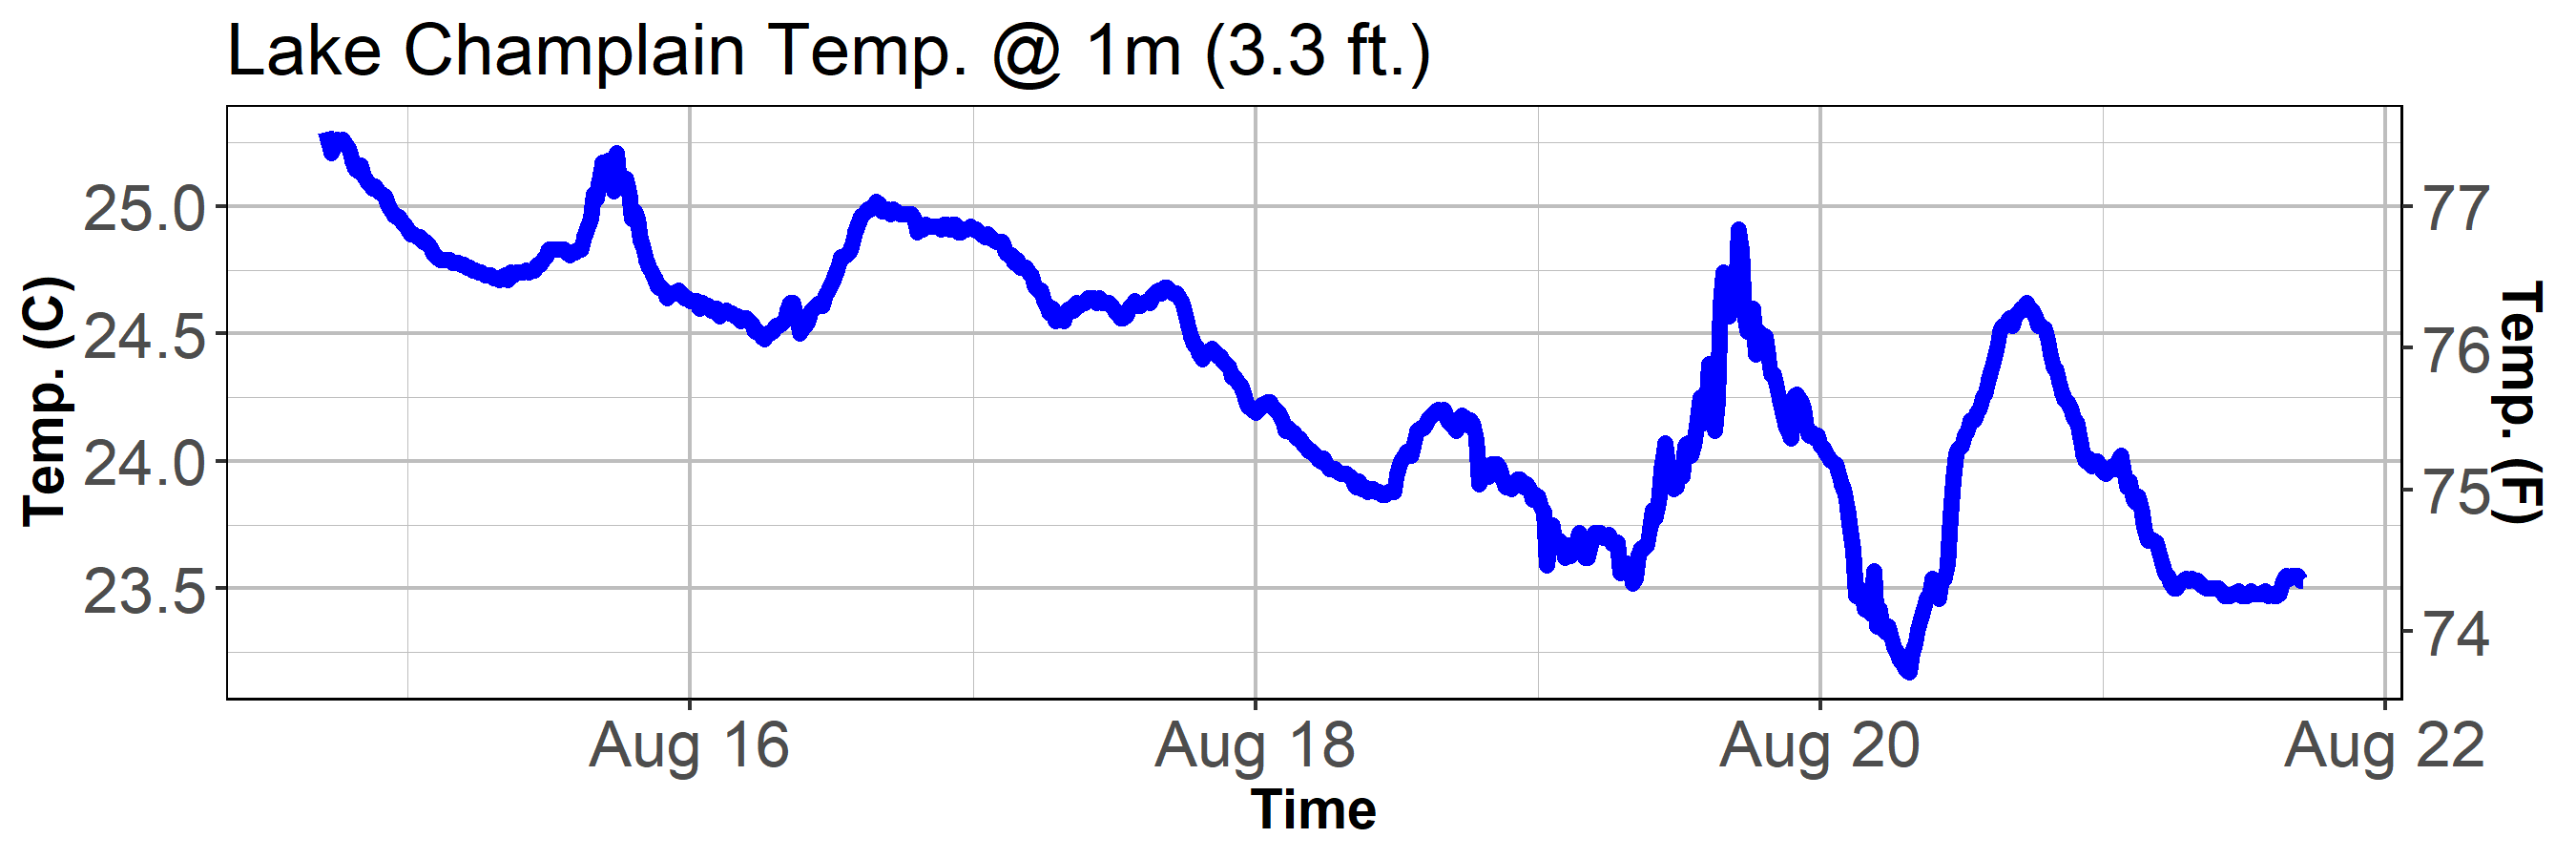 Lake Champlain Temp. @ 1m (3.3 ft.)
Temp. (C)
25.0
24.5
24.0
23.5
77
76
75
74
Temp. (F)
Aug 16 Aug 18 Aug 20 Aug 22
Time